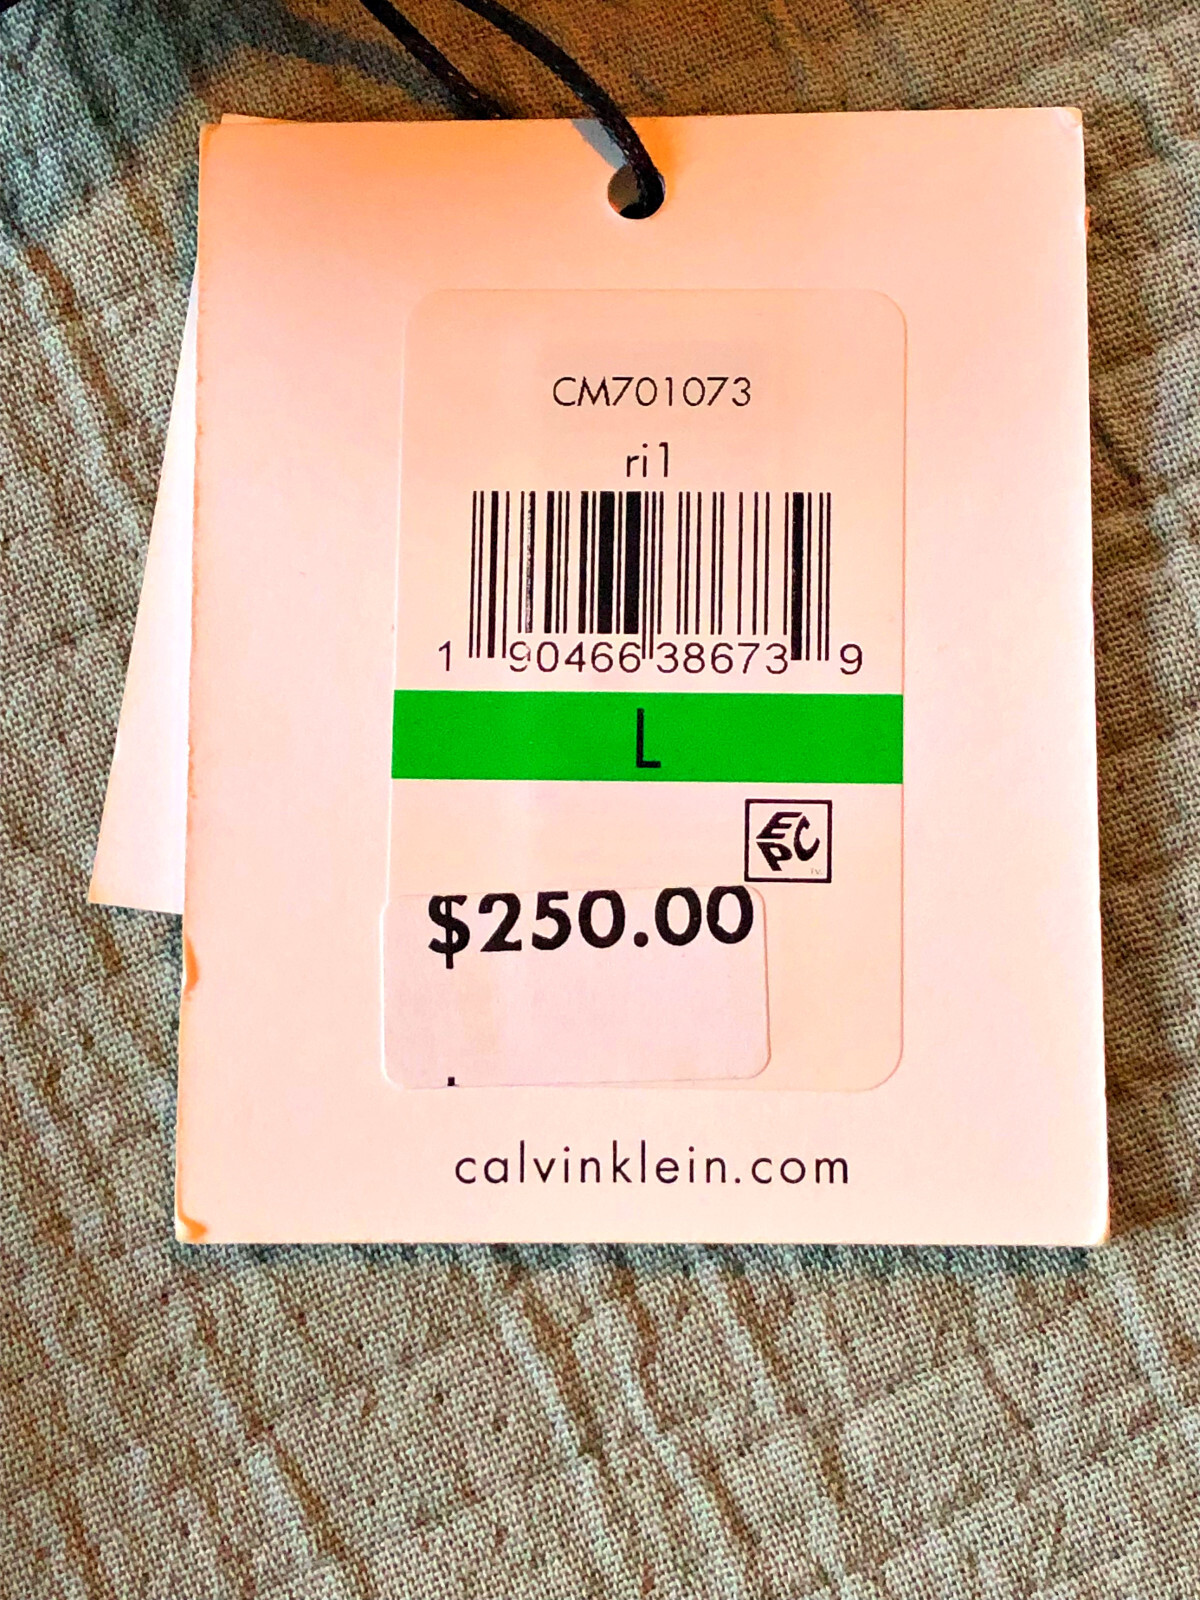 CM701073
ri1
1 90466 38673 9
L
EPC
$250.00
calvinklein.com